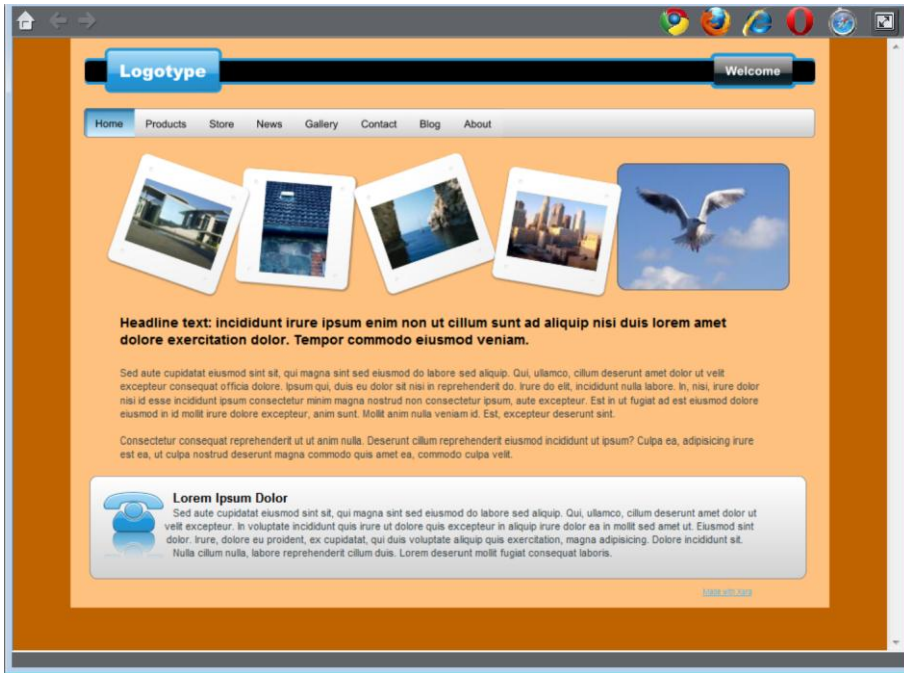 Logotype
Welcome
Home Products Store News Gallery Contact Blog About
Headline text: incididunt irure ipsum enim non ut cillum sunt ad aliquip nisi duis lorem amet
dolore exercitation dolor. Tempor commodo eiusmod veniam.
Sed aute cupidatat eiusmod sint sit, qui magna sint sed eiusmod do labore sed aliquip. Qui, ullamco, cillum deserunt amet dolor ut velit
excepteur consequat officia dolore. Ipsum qui, duis eu dolor sit nisi in reprehenderit do. Irure do elit, incididunt nulla labore. In, nisi, irure dolor
nisi id esse incididunt ipsum consectetur minim magna nostrud non consectetur ipsum, aute excepteur. Est in ut fugiat ad est eiusmod dolore
eiusmod in id mollit irure dolore excepteur, anim sunt. Mollit anim nulla veniam id. Est, excepteur deserunt sint.
Consectetur consequat reprehenderit ut ut anim nulla. Deserunt cillum reprehenderit eiusmod incididunt ut ipsum? Culpa ea, adipisicing irure
est ea, ut culpa nostrud deserunt magna commodo quis amet ea, commodo culpa velit.
Lorem Ipsum Dolor
Sed aute cupidatat eiusmod sint sit, qui magna sint sed eiusmod do labore sed aliquip. Qui, ullamco, cillum deserunt amet dolor ut
velit excepteur. In voluptate incididunt quis irure ut dolore quis excepteur in aliquip irure dolor ea in mollit sed amet ut. Eiusmod sint
dolor. Irure, dolore eu proident, ex cupidatat, qui duis voluptate aliquip quis exercitation, magna adipisicing. Dolore incididunt sit.
Nulla cillum nulla, labore reprehenderit cillum duis. Lorem deserunt mollit fugiat consequat laboris.
Made with Xara